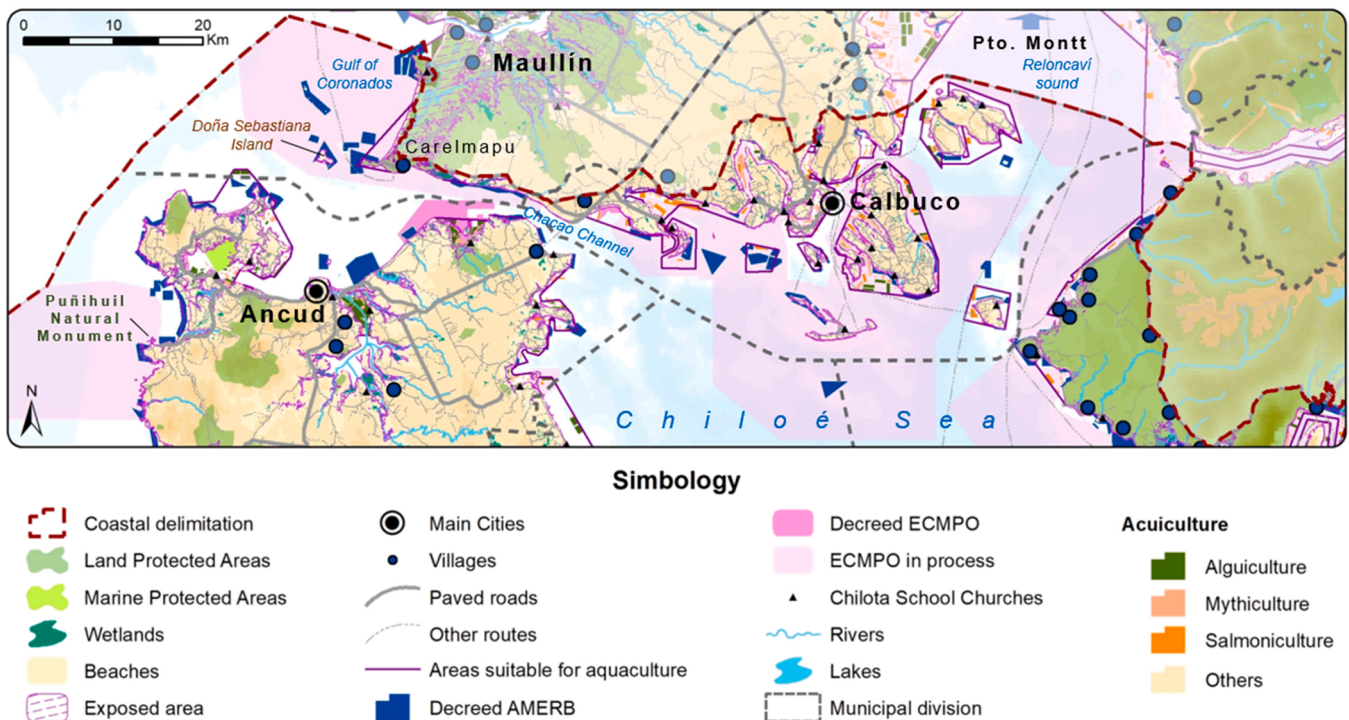 0 10 20
Km
Maullín
Pto. Montt
Gulf of
Coronados
Reloncaví
sound
Doña Sebastiana
Island
Carelmapu
Calbuco
Chacao Channel
Puñihuil
Natural
Monument
Ancud
N
Chiloé Sea
Simbology
Coastal delimitation
Land Protected Areas
Marine Protected Areas
Wetlands
Beaches
Exposed area
Main Cities
Villages
Paved roads
Other routes
Areas suitable for aquaculture
Decreed AMERB
Decreed ECMPO
ECMPO in process
Chilota School Churches
Rivers
Lakes
Municipal division
Acuiculture
Alguiculture
Mythiculture
Salmoniculture
Others